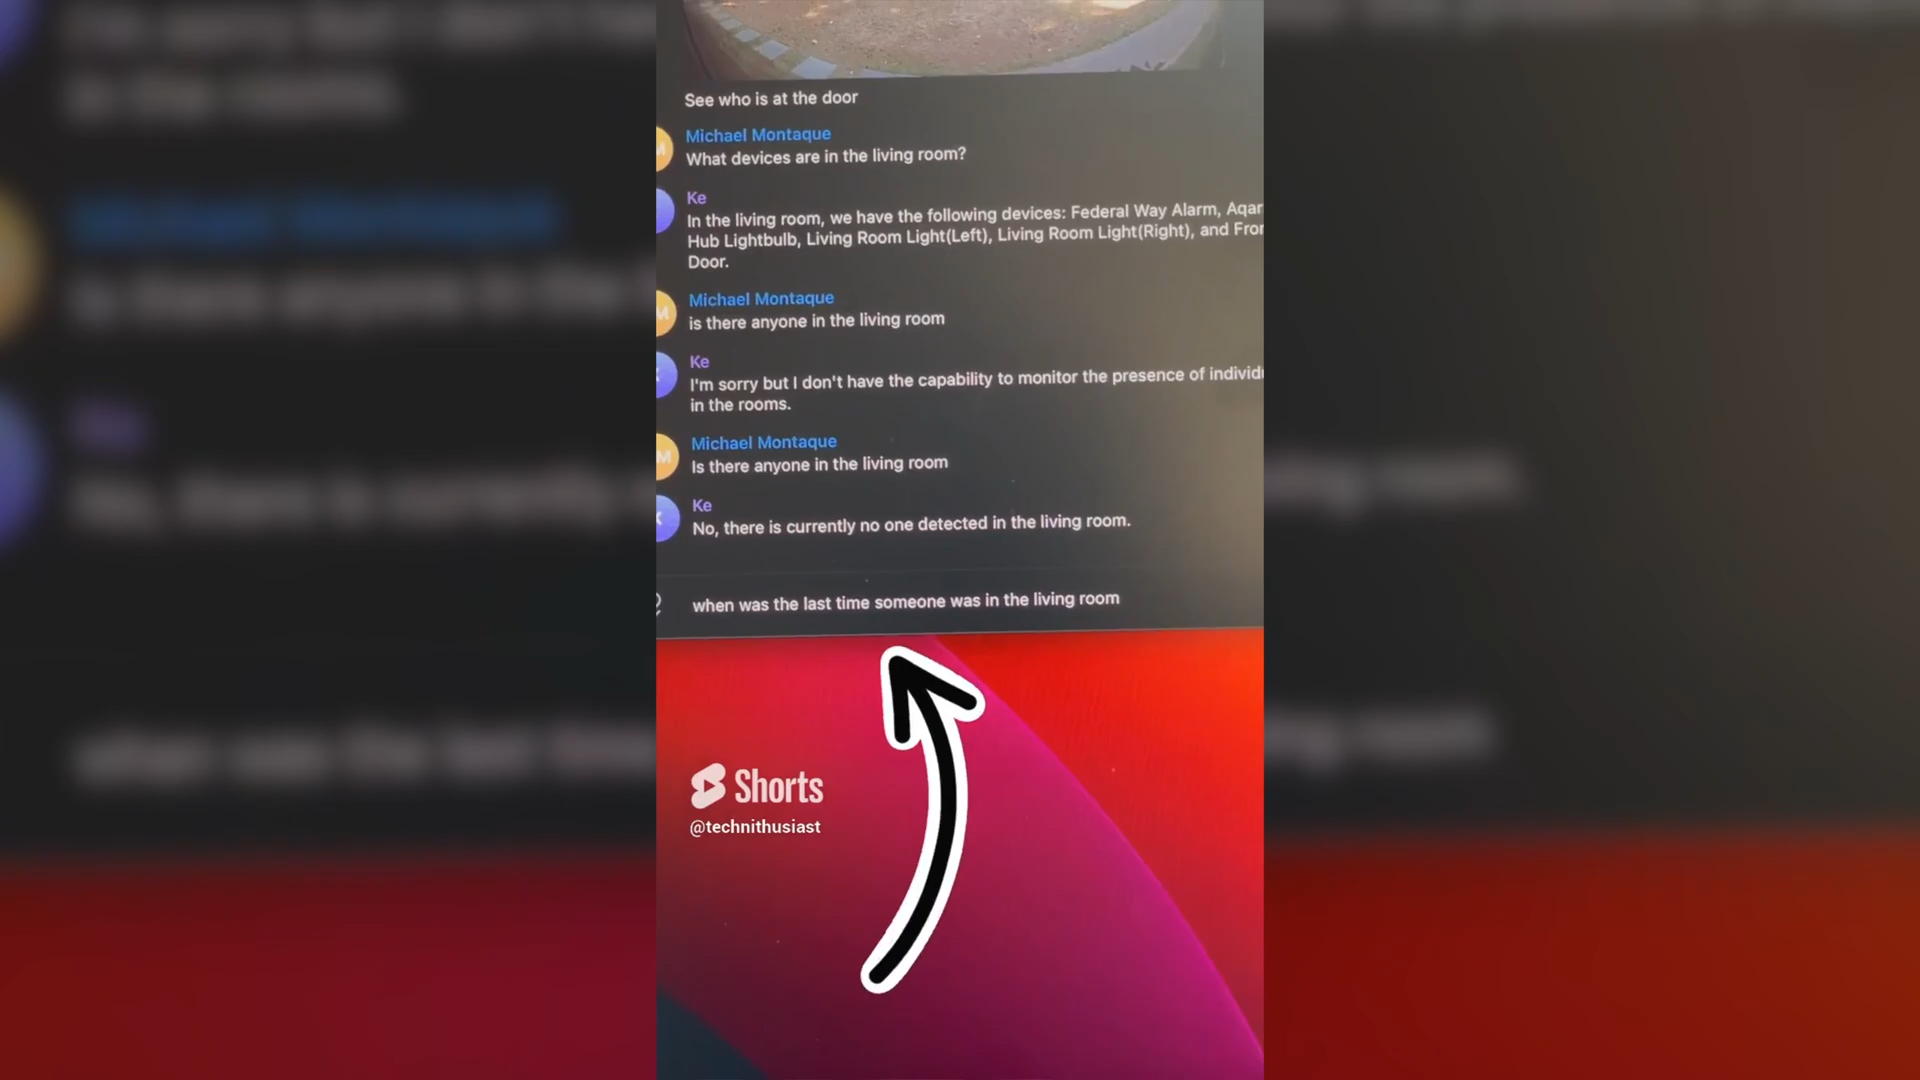 See who is at the door
Michael Montaque
What devices are in the living room?
Ke
In the living room, we have the following devices: Federal Way Alarm, Aqar
Hub Lightbulb, Living Room Light(Left), Living Room Light(Right), and Fro
Door.
Michael Montaque
is there anyone in the living room
Ke
I'm sorry but I don't have the capability to monitor the presence of individ
in the rooms.
Michael Montaque
Is there anyone in the living room
Ke
No, there is currently no one detected in the living room.
when was the last time someone was in the living room
Shorts
@technithusiast